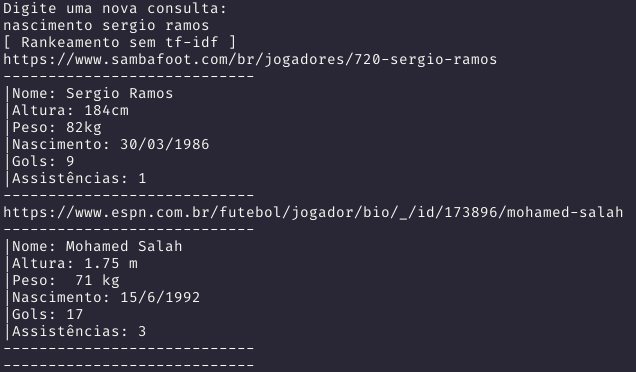 Digite uma nova consulta:
nascimento sergio ramos
[ Rankeamento sem tf-idf ]
https://www.sambafoot.com/br/jogadores/720-sergio-ramos
----------------------------
|Nome: Sergio Ramos
|Altura: 184cm
|Peso: 82kg
|Nascimento: 30/03/1986
|Gols: 9
|Assistências: 1
----------------------------
https://www.espn.com.br/futebol/jogador/bio/_/id/173896/mohamed-salah
----------------------------
|Nome: Mohamed Salah
|Altura: 1.75 m
|Peso:  71 kg
|Nascimento: 15/6/1992
|Gols: 17
|Assistências: 3
----------------------------
----------------------------